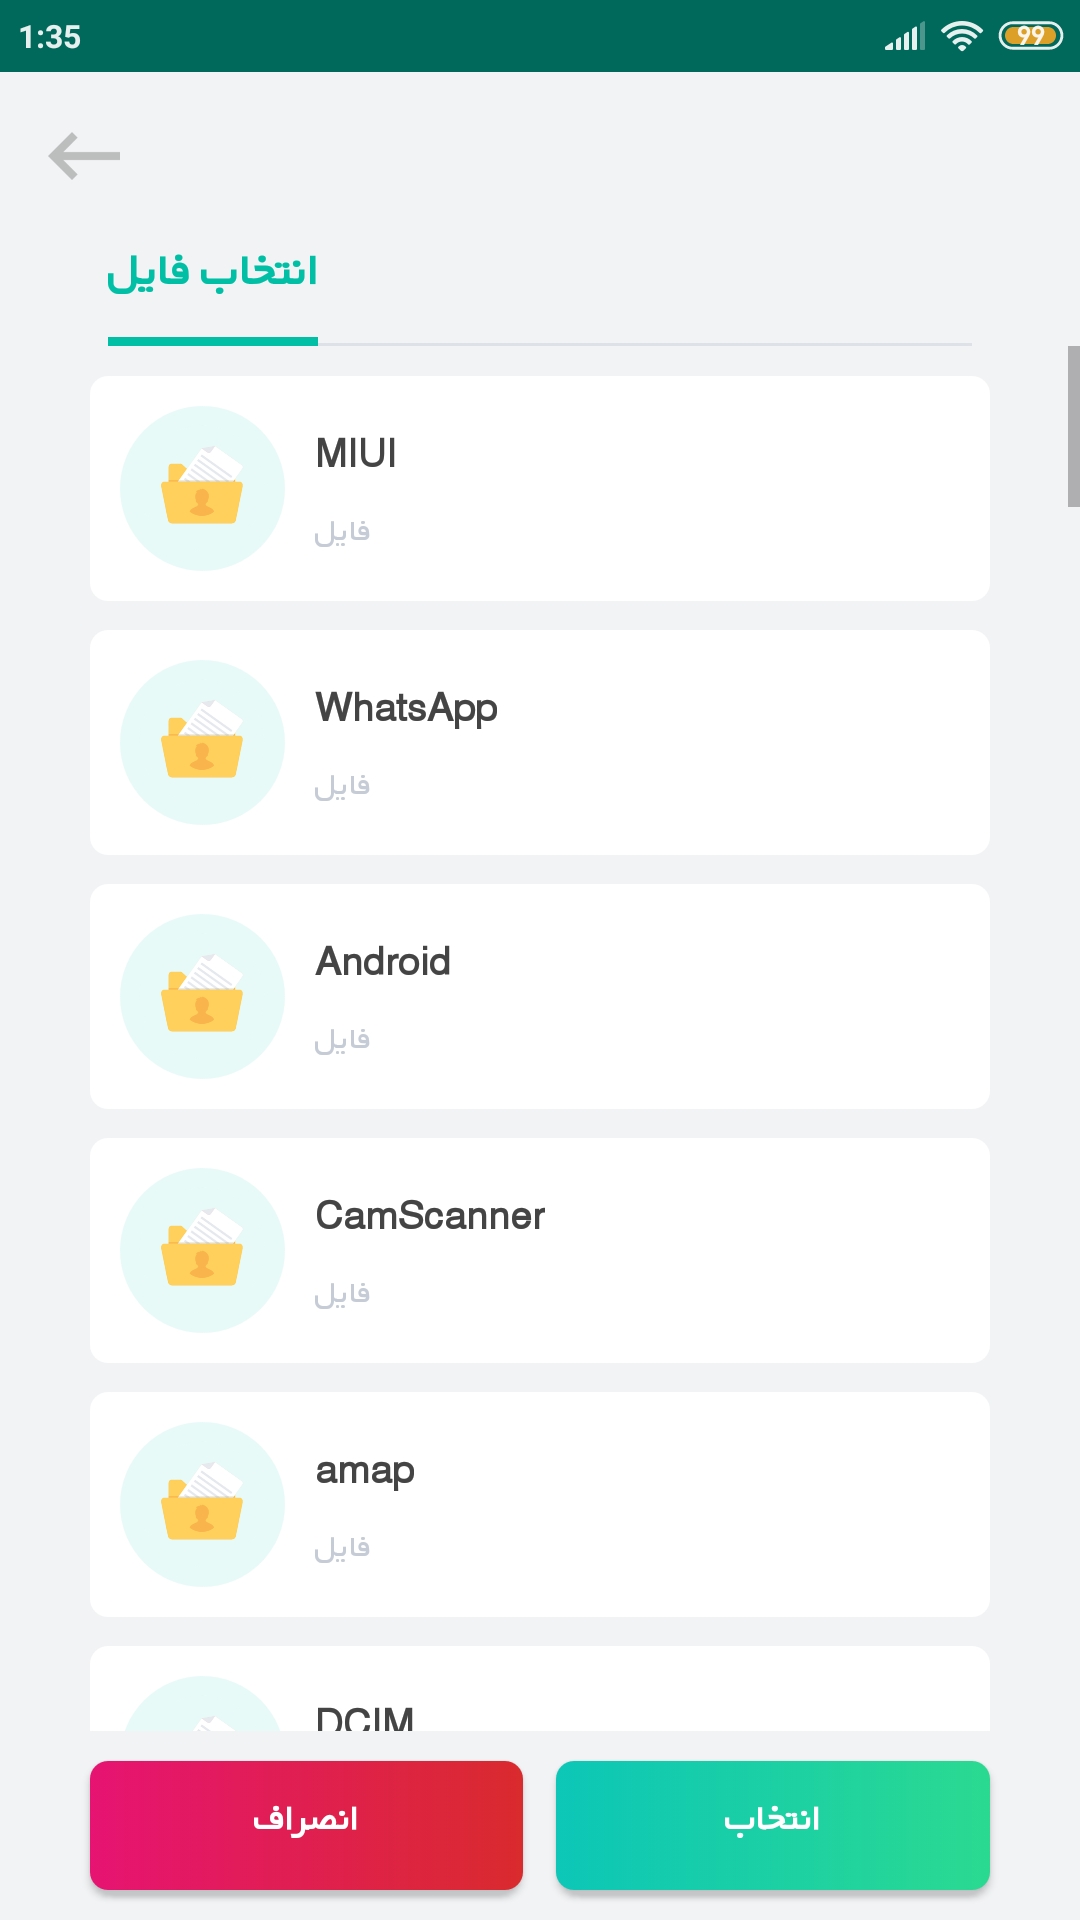 1:35
99
انتخاب فایل
MIUI
فایل
WhatsApp
فایل
Android
فایل
CamScanner
فایل
amap
فایل
DCIM
انتخاب
انصراف